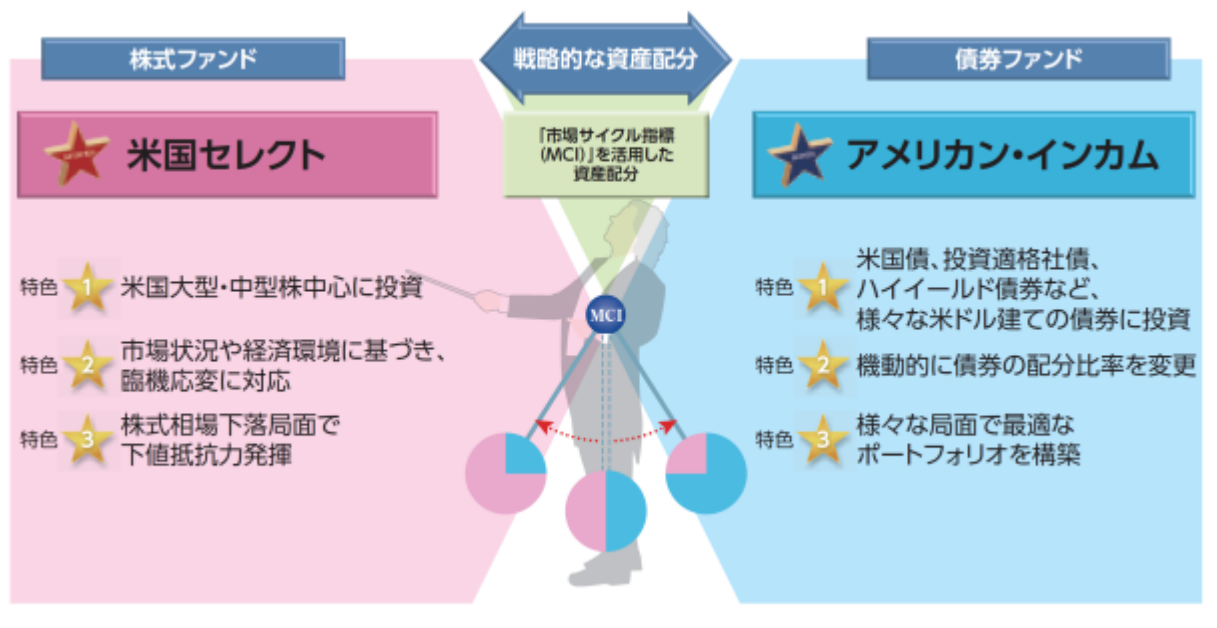 株式ファンド
戦略的な資産配分
債券ファンド
米国セレクト
「市場サイクル指標
(MCI)」を活用した
資産配分
アメリカン・インカム
特色 1 米国大型・中型株中心に投資
特色 2 市場状況や経済環境に基づき、
臨機応変に対応
特色 3 株式相場下落局面で
下値抵抗力発揮
MCI
特色 1 米国債、投資適格社債、
ハイイールド債券など、
様々な米ドル建ての債券に投資
特色 2 機動的に債券の配分比率を変更
特色 3 様々な局面で最適な
ポートフォリオを構築